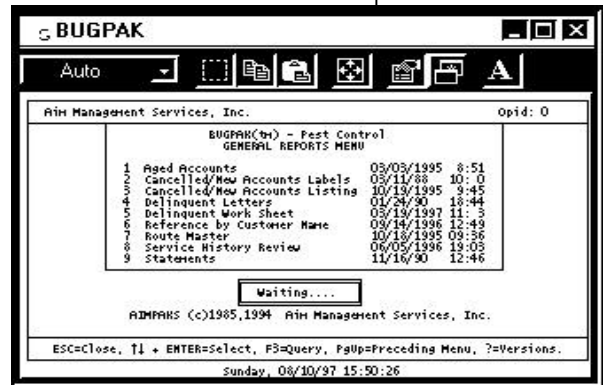 BUGPAK
Auto
A
Aim Management Services, Inc. Opid: 0
BUGPAK(tm) - Pest Control
GENERAL REPORTS MENU
1 Aged Accounts 03/03/1995 8:51
2 Cancelled/New Accounts Labels 03/11/88 10: 0
3 Cancelled/New Accounts Listing 10/19/1995 9:45
4 Delinquent Letters 01/24/90 18:44
5 Delinquent Work Sheet 03/19/1997 11: 3
6 Reference by Customer Name 09/14/1996 12:49
7 Route Master 10/18/1995 09:36
8 Service History Review 06/05/1996 19:03
9 Statements 11/16/90 12:46
Waiting....
AIMPAKS (c)1985,1994 Aim Management Services, Inc.
ESC=Close, ↑↓ + ENTER=Select, F3=Query, PgUp=Preceding Menu, ?=Versions.
Sunday, 08/10/97 15:50:26